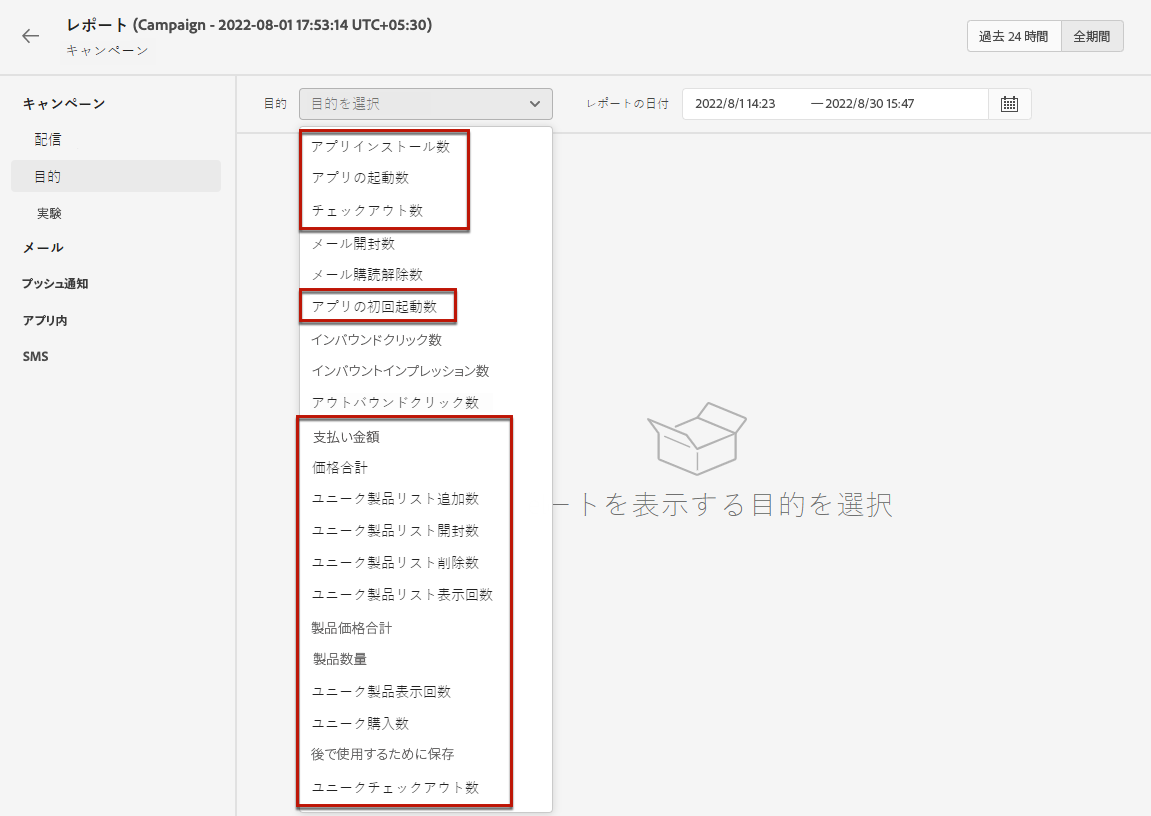 レポート (Campaign - 2022-08-01 17:53:14 UTC+05:30)
キャンペーン
過去 24 時間
全期間
キャンペーン
配信
目的
実験
メール
プッシュ通知
アプリ内
SMS
目的
目的を選択
レポートの日付
2022/8/1 14:23 — 2022/8/30 15:47
アプリインストール数
アプリの起動数
チェックアウト数
メール開封数
メール購読解除数
アプリの初回起動数
インバウンドクリック数
インバウントインプレッション数
アウトバウンドクリック数
支払い金額
価格合計
ユニーク製品リスト追加数
ユニーク製品リスト開封数
ユニーク製品リスト削除数
ユニーク製品リスト表示回数
製品価格合計
製品数量
ユニーク製品表示回数
ユニーク購入数
後で使用するために保存
ユニークチェックアウト数
ートを表示する目的を選択